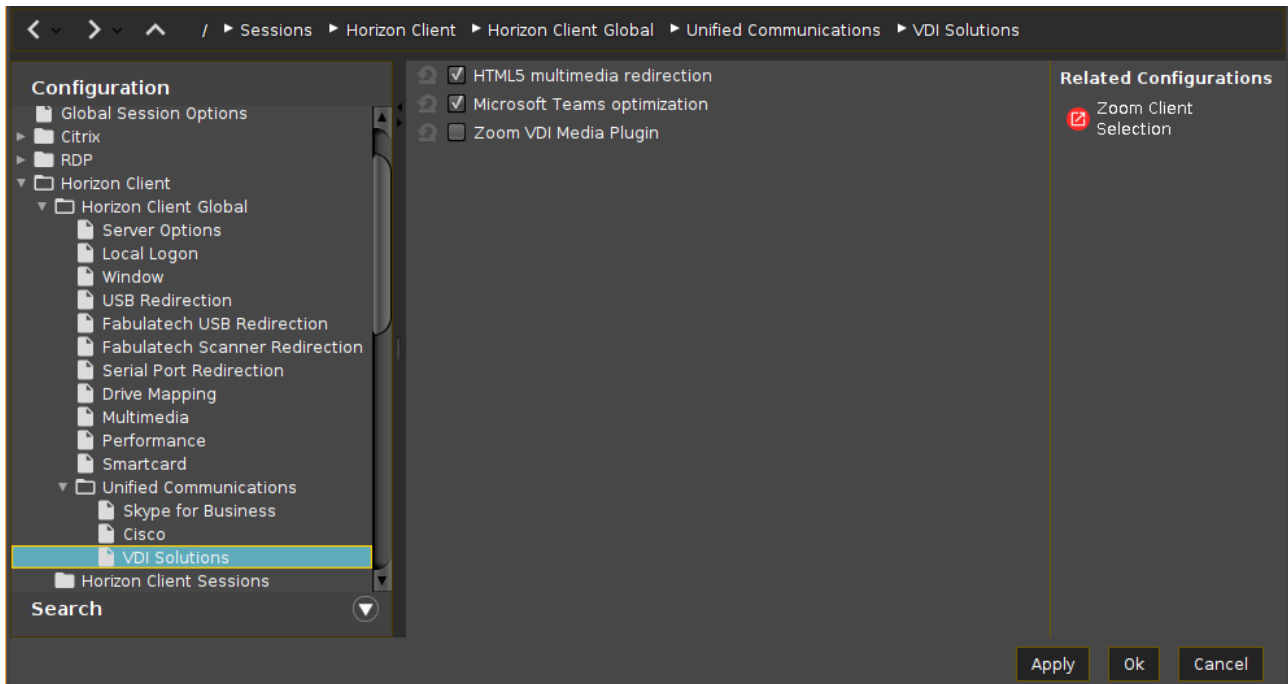 / ▸ Sessions ▸ Horizon Client ▸ Horizon Client Global ▸ Unified Communications ▸ VDI Solutions
Configuration
Global Session Options
Citrix
RDP
Horizon Client
Horizon Client Global
Server Options
Local Logon
Window
USB Redirection
Fabulatech USB Redirection
Fabulatech Scanner Redirection
Serial Port Redirection
Drive Mapping
Multimedia
Performance
Smartcard
Unified Communications
Skype for Business
Cisco
VDI Solutions
Horizon Client Sessions
Search
HTML5 multimedia redirection
Microsoft Teams optimization
Zoom VDI Media Plugin
Related Configurations
Zoom Client
Selection
Apply
Ok
Cancel